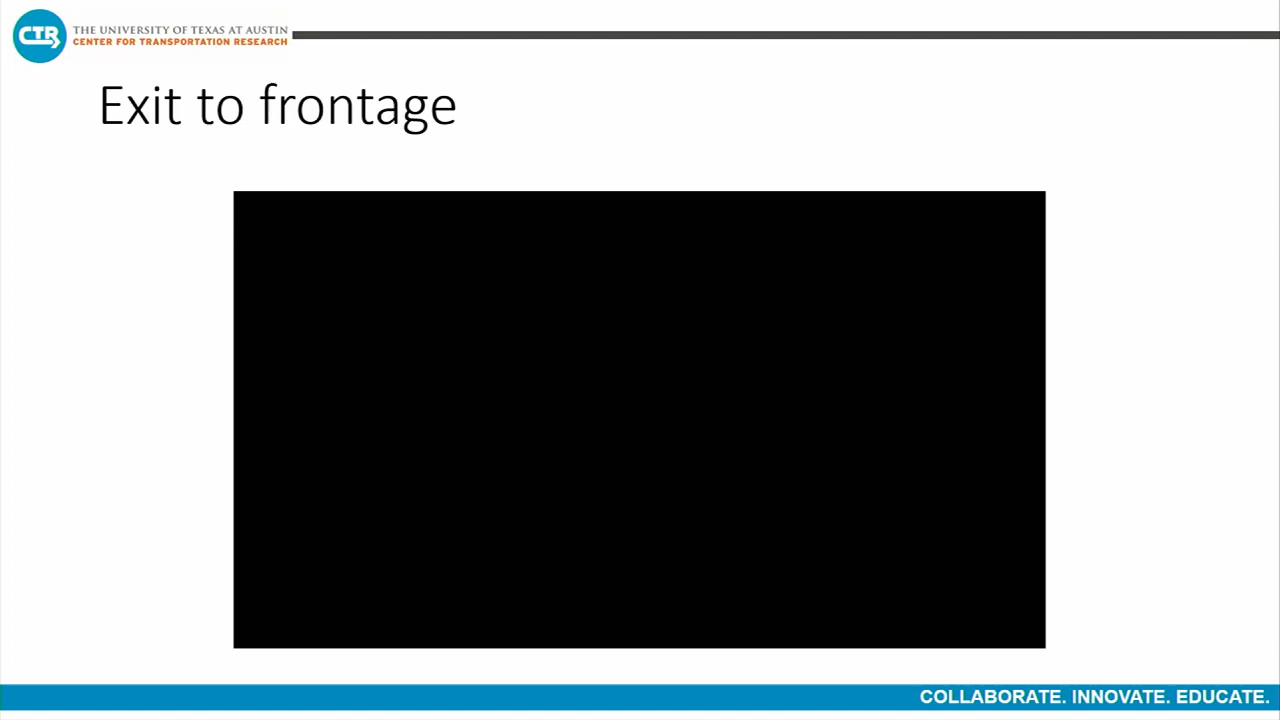 CTR
THE UNIVERSITY OF TEXAS AT AUSTIN
CENTER FOR TRANSPORTATION RESEARCH
Exit to frontage
COLLABORATE. INNOVATE. EDUCATE.